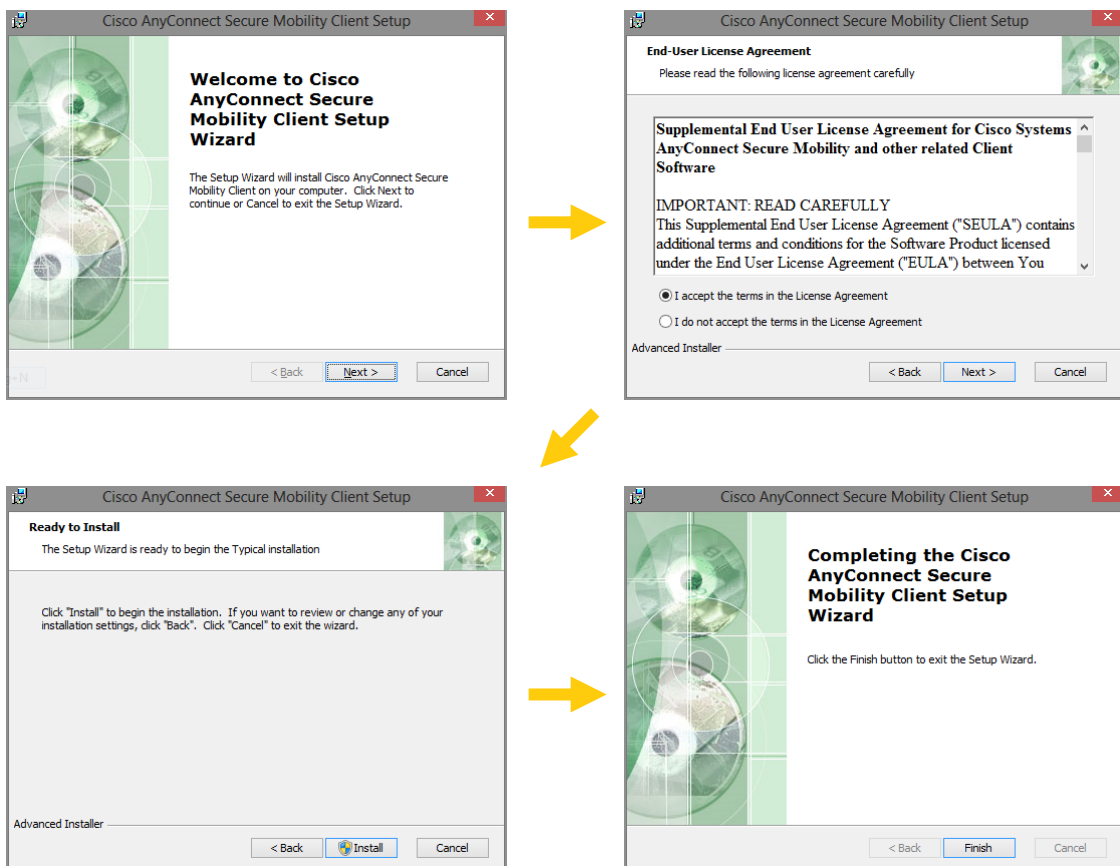 Cisco AnyConnect Secure Mobility Client Setup
Welcome to Cisco
AnyConnect Secure
Mobility Client Setup
Wizard
The Setup Wizard will install Cisco AnyConnect Secure
Mobility Client on your computer. Click Next to
continue or Cancel to exit the Setup Wizard.
< Back Next > Cancel
Cisco AnyConnect Secure Mobility Client Setup
End-User License Agreement
Please read the following license agreement carefully
Supplemental End User License Agreement for Cisco Systems
AnyConnect Secure Mobility and other related Client
Software
IMPORTANT: READ CAREFULLY
This Supplemental End User License Agreement ("SEULA") contains
additional terms and conditions for the Software Product licensed
under the End User License Agreement ("EULA") between You
I accept the terms in the License Agreement
I do not accept the terms in the License Agreement
Advanced Installer
< Back Next > Cancel
Cisco AnyConnect Secure Mobility Client Setup
Ready to Install
The Setup Wizard is ready to begin the Typical installation
Click "Install" to begin the installation. If you want to review or change any of your
installation settings, click "Back". Click "Cancel" to exit the wizard.
Advanced Installer
< Back Install Cancel
Cisco AnyConnect Secure Mobility Client Setup
Completing the Cisco
AnyConnect Secure
Mobility Client Setup
Wizard
Click the Finish button to exit the Setup Wizard.
< Back Finish Cancel